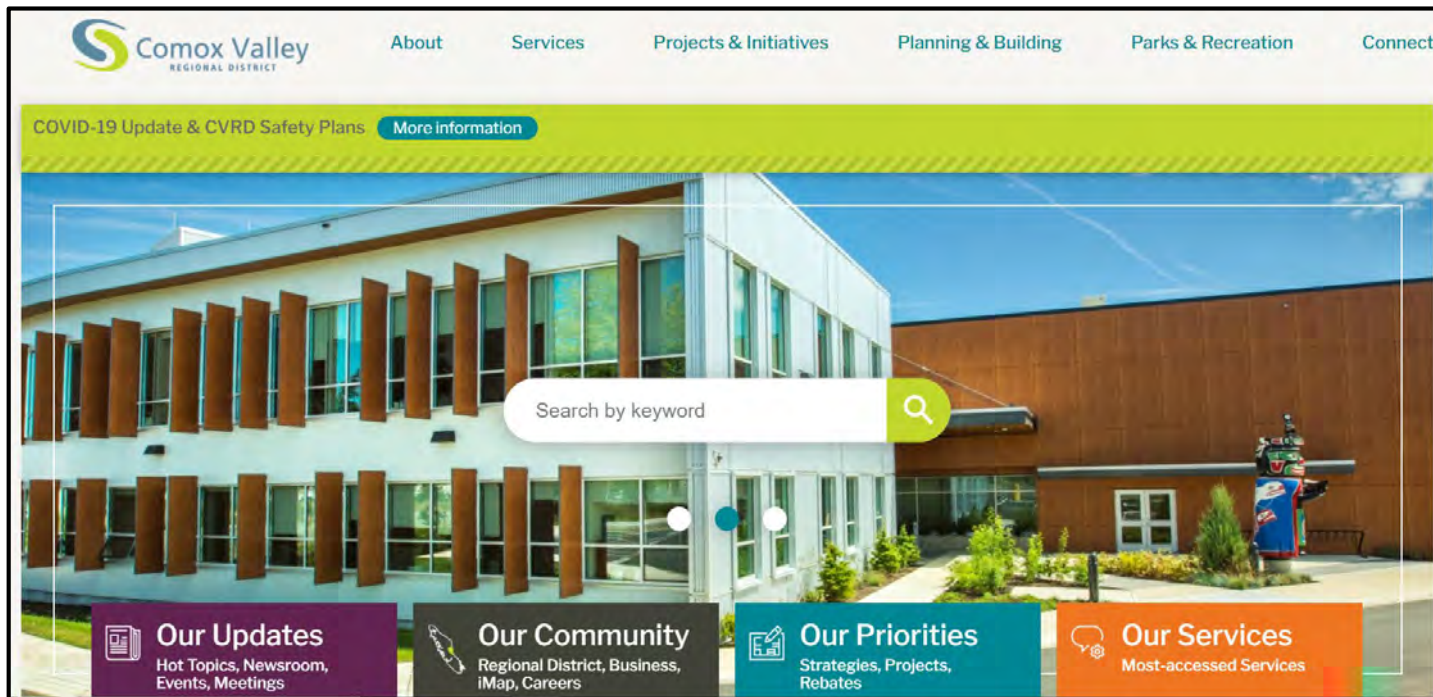 Comox Valley
REGIONAL DISTRICT
About
Services
Projects & Initiatives
Planning & Building
Parks & Recreation
Connect
COVID-19 Update & CVRD Safety Plans
More information
Search by keyword
Our Updates
Hot Topics, Newsroom,
Events, Meetings
Our Community
Regional District, Business,
iMap, Careers
Our Priorities
Strategies, Projects,
Rebates
Our Services
Most-accessed Services